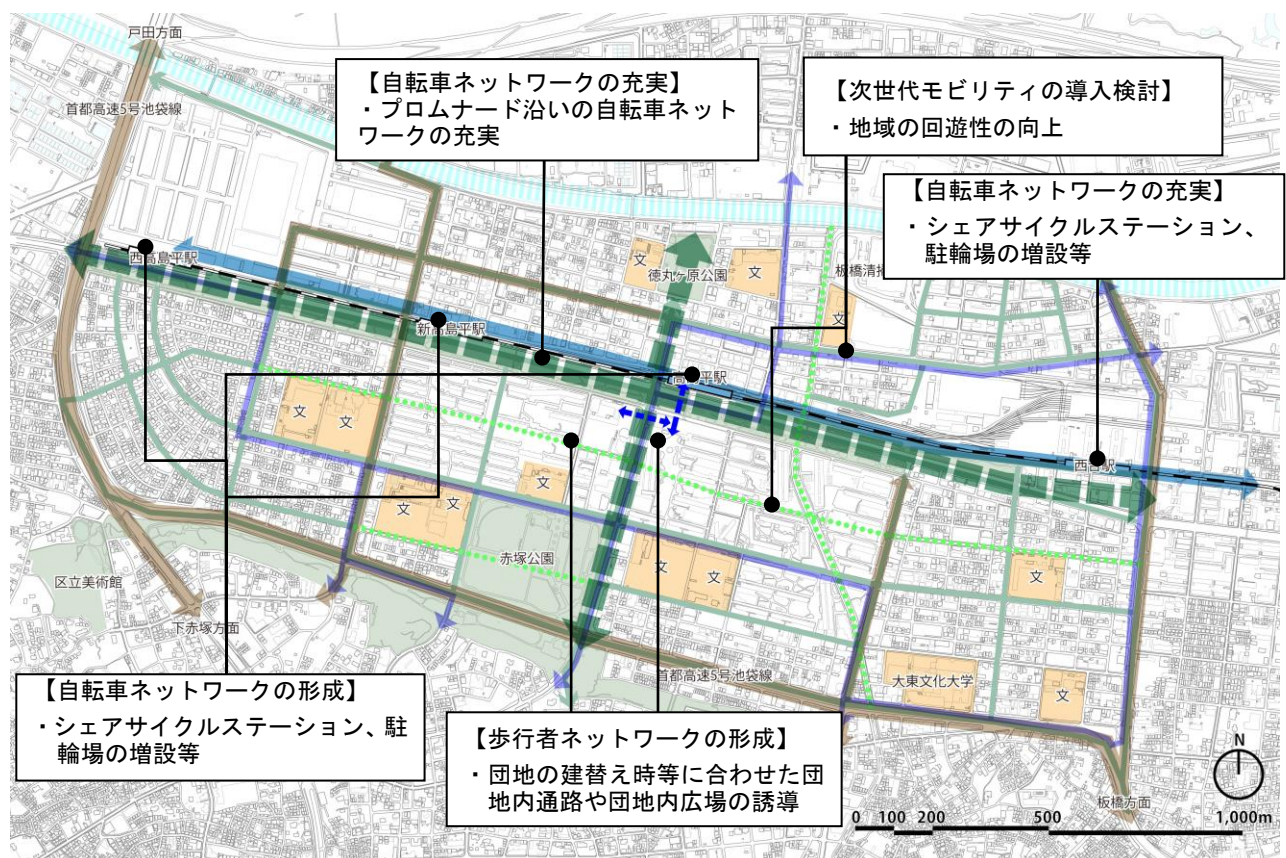 戸田方面
首都高速5号池袋線
【自転車ネットワークの充実】
・プロムナード沿いの自転車ネット
ワークの充実
【次世代モビリティの導入検討】
・地域の回遊性の向上
【自転車ネットワークの充実】
・シェアサイクルステーション、
駐輪場の増設等
西高島平駅
新高島平駅
高島平駅
西台駅
徳丸ヶ原公園
板橋清掃
文
文
文
文
文
文
文
文
文
文
文
文
赤塚公園
区立美術館
下赤塚方面
首都高速5号池袋線
大東文化大学
板橋方面
【自転車ネットワークの形成】
・シェアサイクルステーション、駐
輪場の増設等
【歩行者ネットワークの形成】
・団地の建替え時等に合わせた団
地内通路や団地内広場の誘導
N
0 100 200 500 1,000m